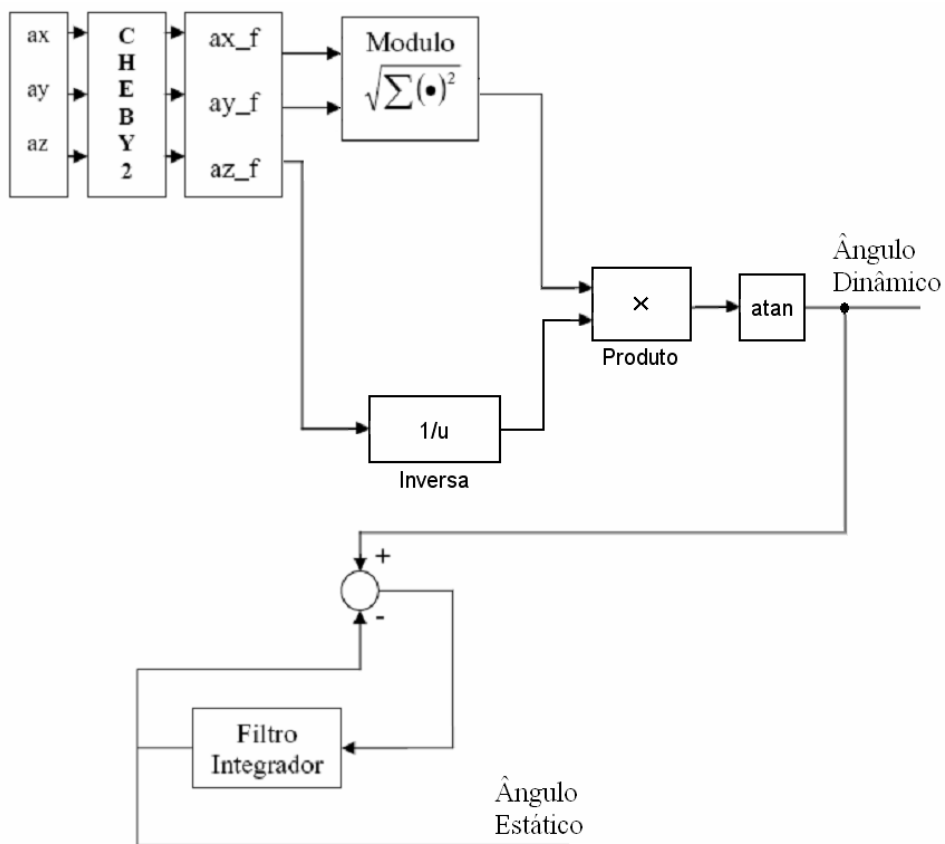 ax
ay
az
C
H
E
B
Y
2
ax_f
ay_f
az_f
Modulo
√∑(•)²
×
Produto
atan
Ângulo
Dinâmico
1/u
Inversa
+
-
Filtro
Integrador
Ângulo
Estático